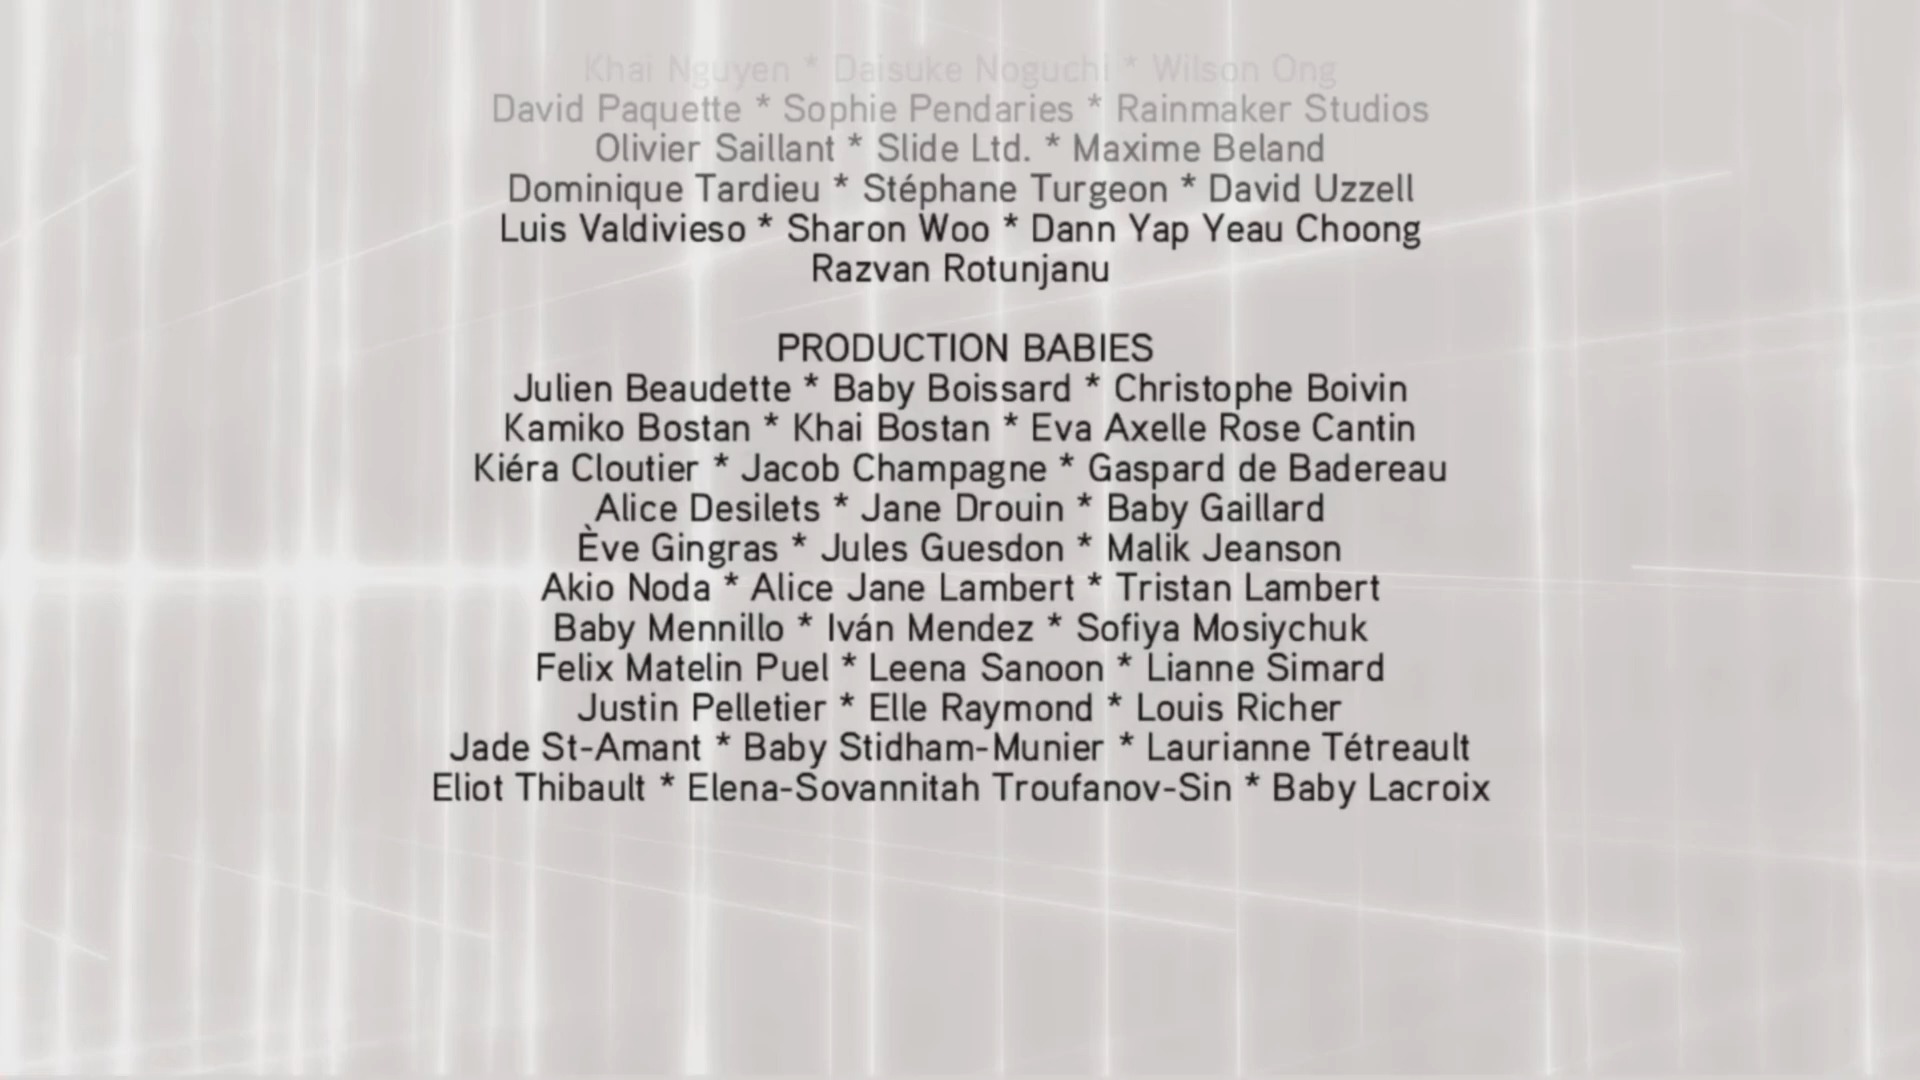 Khai Nguyen * Daisuke Noguchi * Wilson Ong
David Paquette * Sophie Pendaries * Rainmaker Studios
Olivier Saillant * Slide Ltd. * Maxime Beland
Dominique Tardieu * Stéphane Turgeon * David Uzzell
Luis Valdivieso * Sharon Woo * Dann Yap Yeau Choong
Razvan Rotunjanu
PRODUCTION BABIES
Julien Beaudette * Baby Boissard * Christophe Boivin
Kamiko Bostan * Khai Bostan * Eva Axelle Rose Cantin
Kiéra Cloutier * Jacob Champagne * Gaspard de Badereau
Alice Desilets * Jane Drouin * Baby Gaillard
Ève Gingras * Jules Guesdon * Malik Jeanson
Akio Noda * Alice Jane Lambert * Tristan Lambert
Baby Mennillo * Iván Mendez * Sofiya Mosiychuk
Felix Matelin Puel * Leena Sanoon * Lianne Simard
Justin Pelletier * Elle Raymond * Louis Richer
Jade St-Amant * Baby Stidham-Munier * Laurianne Tétreault
Eliot Thibault * Elena-Sovannitah Troufanov-Sin * Baby Lacroix